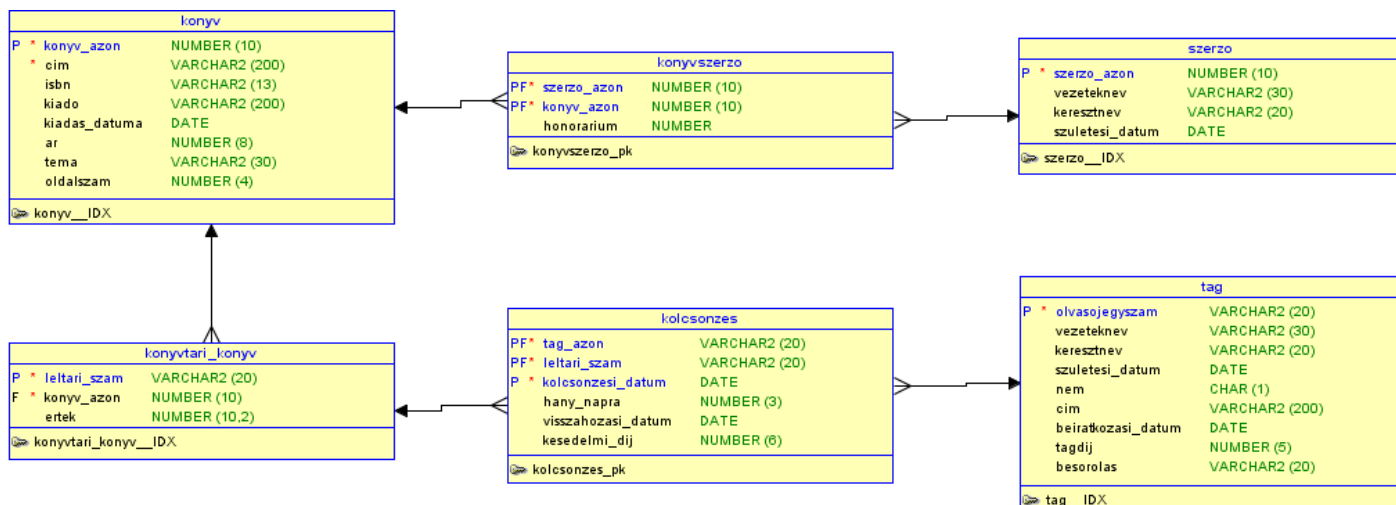 konyv
P * konyv_azon NUMBER (10)
* cim VARCHAR2 (200)
isbn VARCHAR2 (13)
kiado VARCHAR2 (200)
kiadas_datuma DATE
ar NUMBER (8)
tema VARCHAR2 (30)
oldalszam NUMBER (4)
konyv__IDX
konyvszerzo
PF* szerzo_azon NUMBER (10)
PF* konyv_azon NUMBER (10)
honorarium NUMBER
konyvszerzo_pk
szerzo
P * szerzo_azon NUMBER (10)
vezeteknev VARCHAR2 (30)
keresztnev VARCHAR2 (20)
szuletesi_datum DATE
szerzo__IDX
konyvtari_konyv
P * leltari_szam VARCHAR2 (20)
F * konyv_azon NUMBER (10)
ertek NUMBER (10,2)
konyvtari_konyv__IDX
kolcsonzes
PF* tag_azon VARCHAR2 (20)
PF* leltari_szam VARCHAR2 (20)
P * kolcsonzesi_datum DATE
hany_napra NUMBER (3)
visszahozasi_datum DATE
kesedelmi_dij NUMBER (6)
kolcsonzes_pk
tag
P * olvasojegyszam VARCHAR2 (20)
vezeteknev VARCHAR2 (30)
keresztnev VARCHAR2 (20)
szuletesi_datum DATE
nem CHAR (1)
cim VARCHAR2 (200)
beiratkozasi_datum DATE
tagdij NUMBER (5)
besorolas VARCHAR2 (20)
tag__IDX